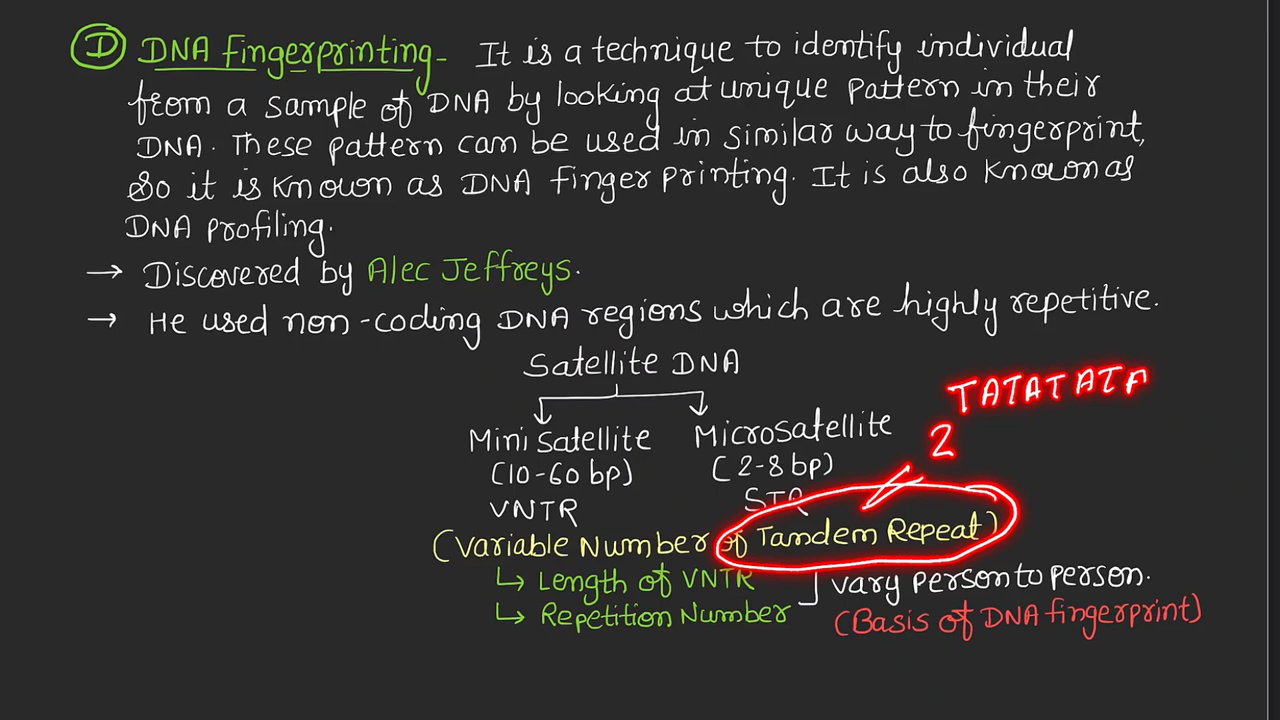 D DNA Fingerprinting - It is a technique to identify individual
from a sample of DNA by looking at unique pattern in their
DNA. These pattern can be used in similar way to fingerprint,
So it is known as DNA Finger printing. It is also known as
DNA profiling.
→ Discovered by Alec Jeffreys.
→ He used non-coding DNA regions which are highly repetitive.
Satellite DNA
TATATATA
Mini Satellite Microsatellite 2
(10-60 bp) (2-8 bp)
VNTR STR
(Variable Number of Tandem Repeat)
↳ Length of VNTR vary person to person.
↳ Repetition Number (Basis of DNA fingerprint)